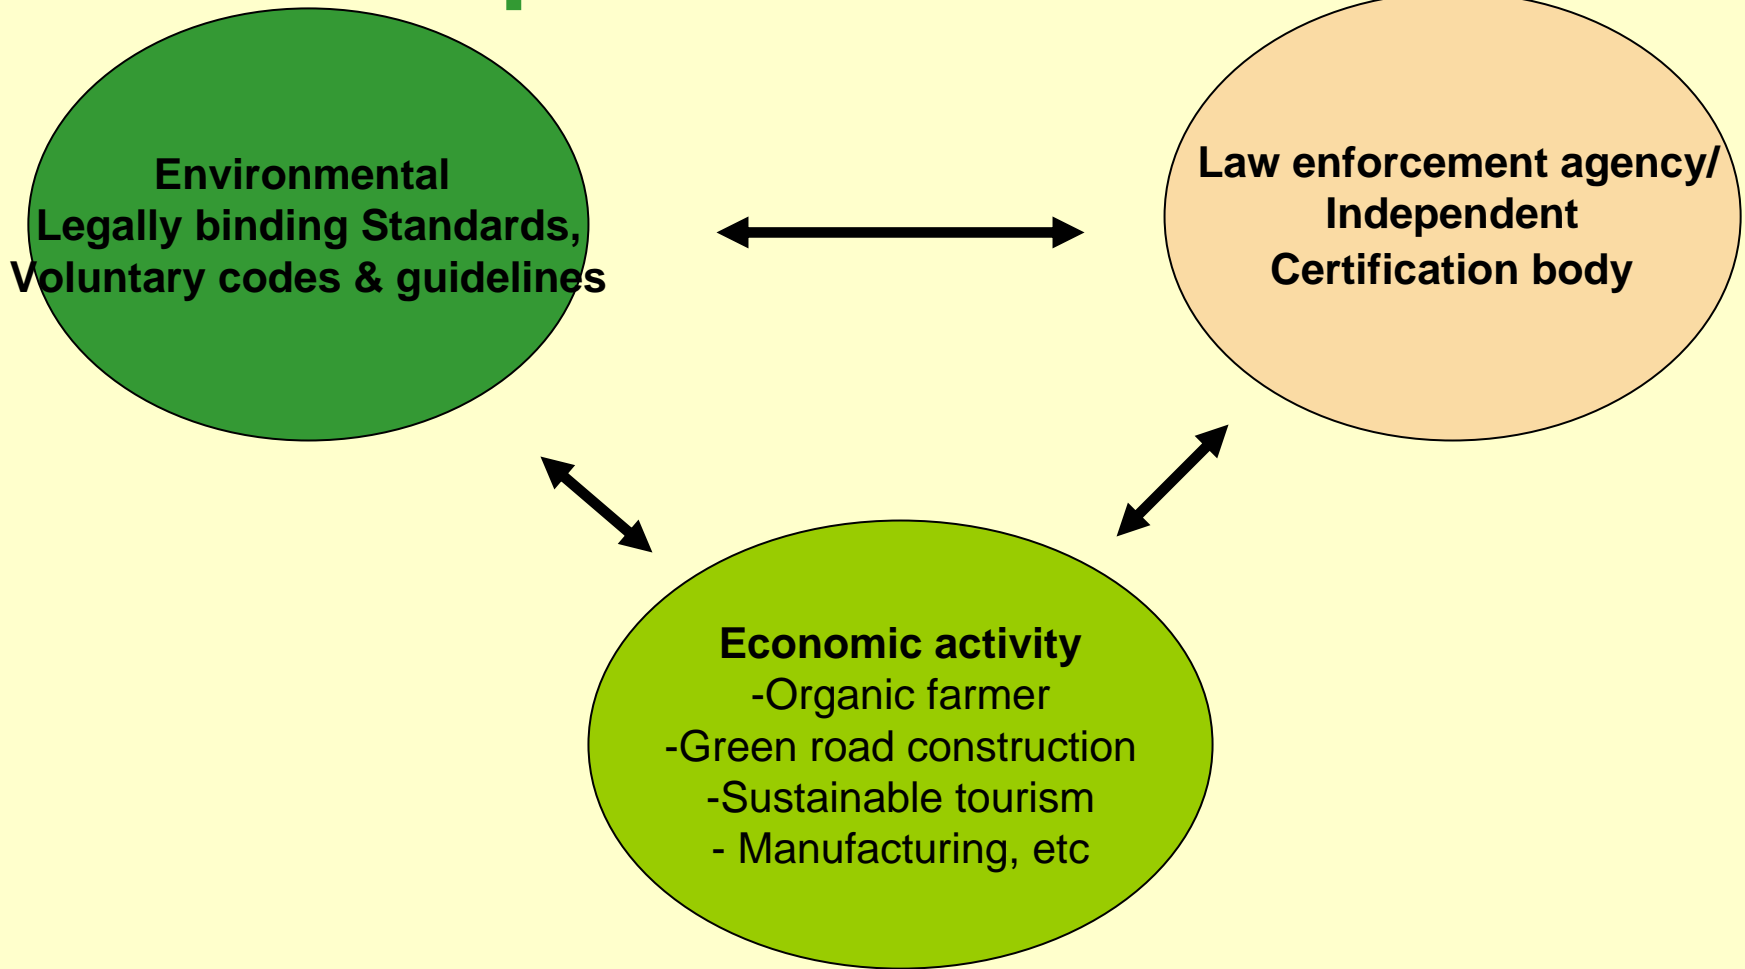 Environmental
Legally binding Standards,
Voluntary codes & guidelines
Law enforcement agency/
Independent
Certification body
Economic activity
-Organic farmer
-Green road construction
-Sustainable tourism
- Manufacturing, etc